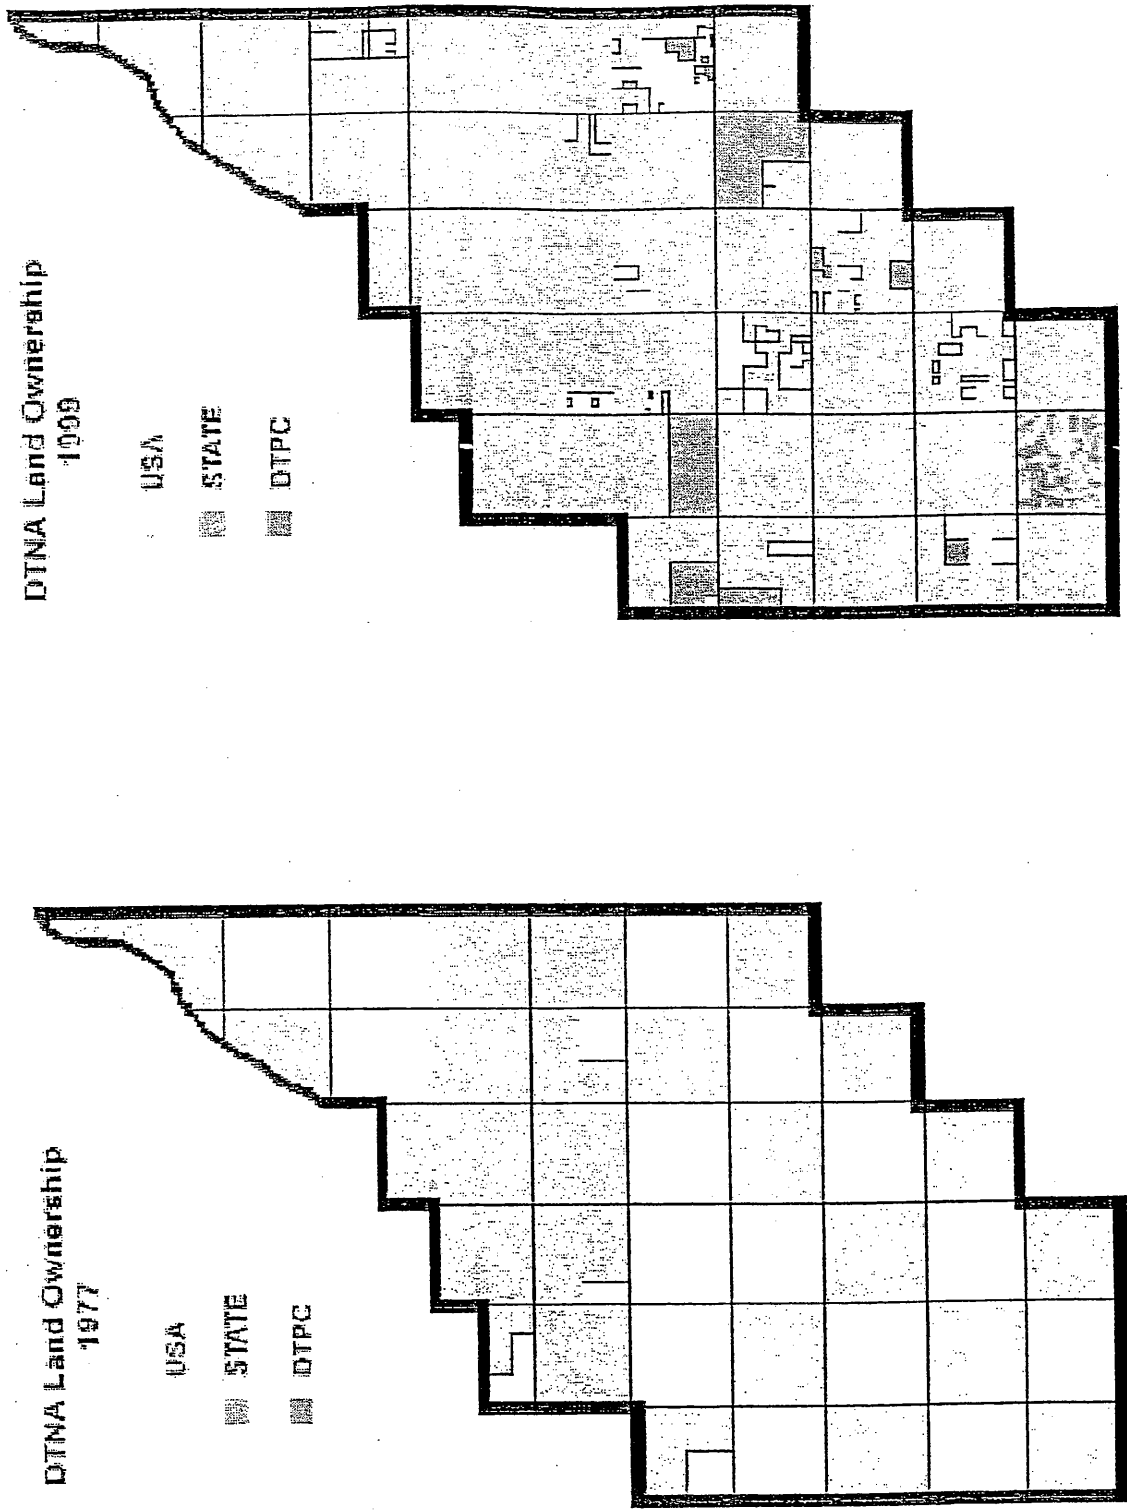 DTNA Land Ownership
1999
USA
STATE
DTPC
DTNA Land Ownership
1977
USA
STATE
DTPC